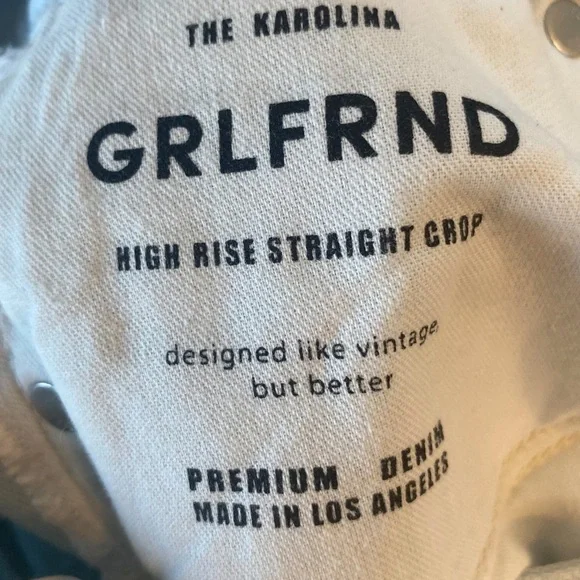 THE KAROLINA
GRLFRND
HIGH RISE STRAIGHT CROP
designed like vintage,
but better
PREMIUM DENIM
MADE IN LOS ANGELES